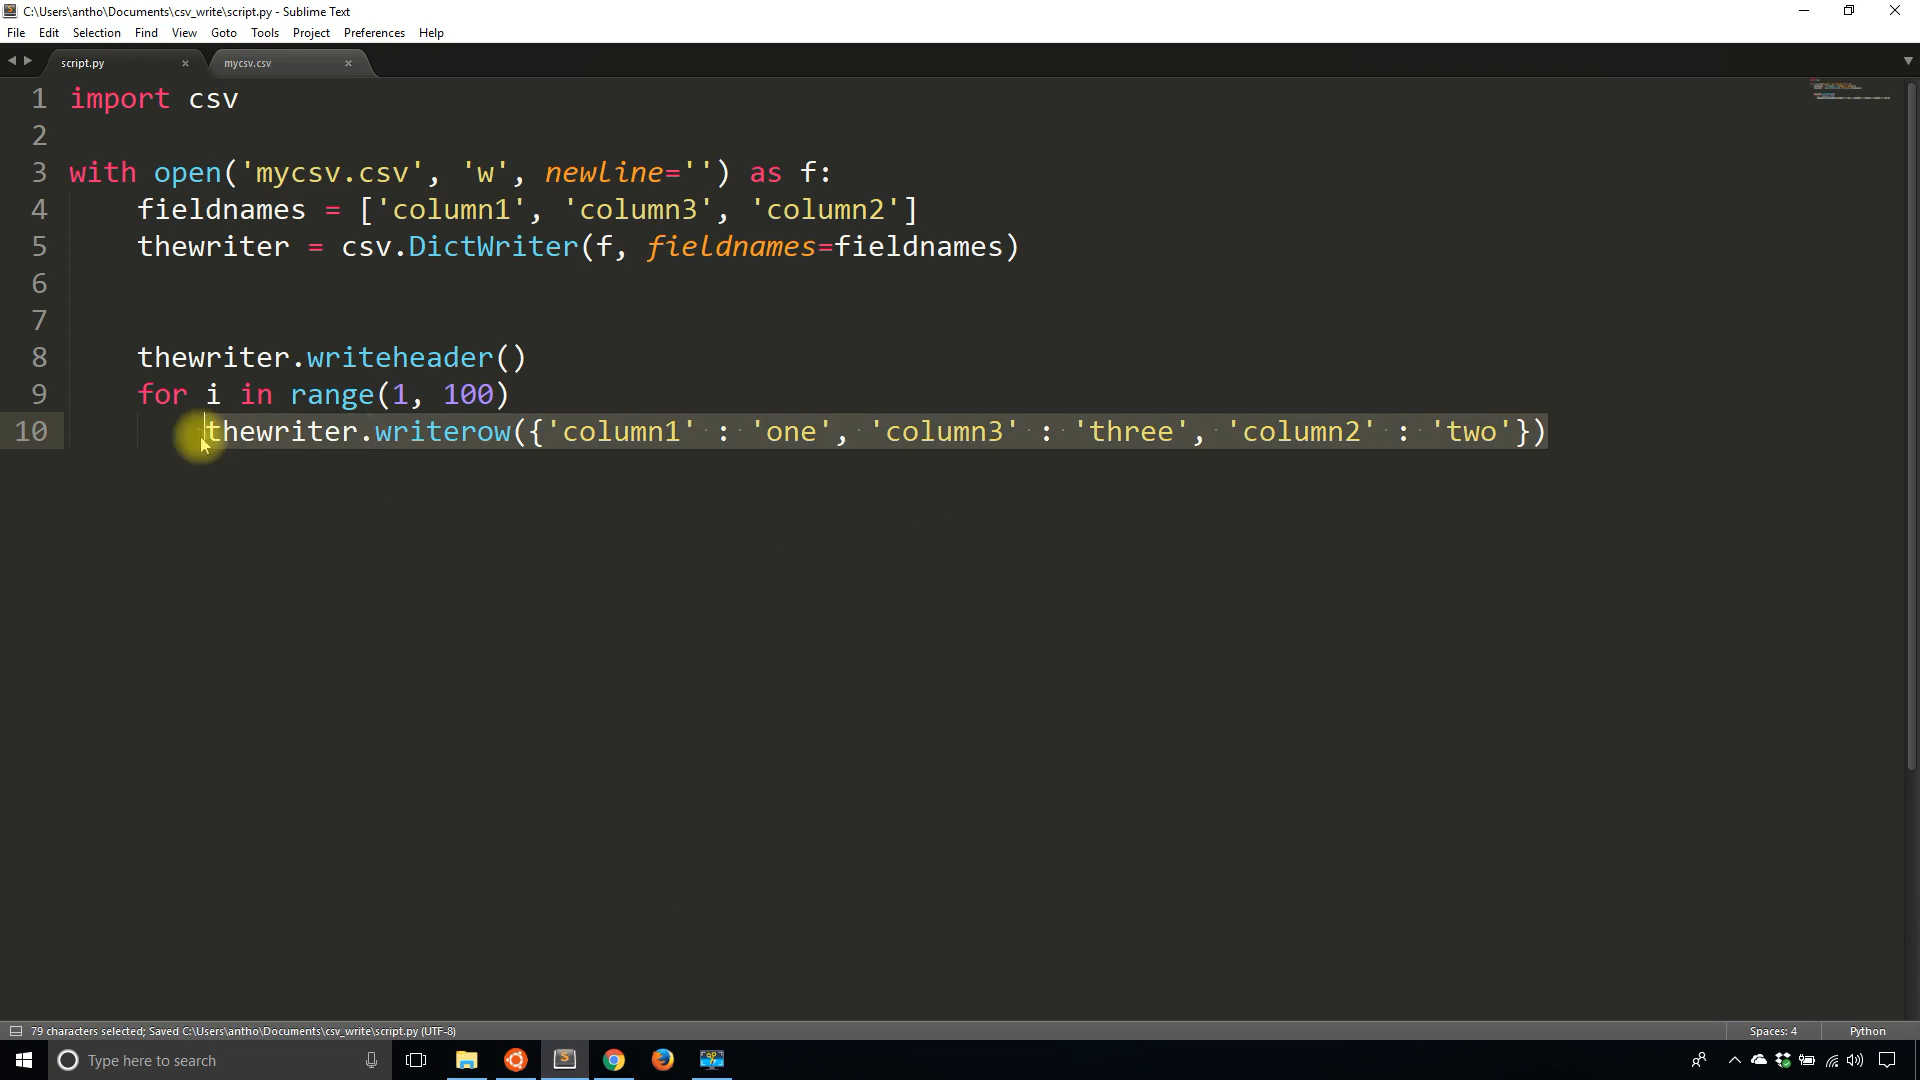 C:\Users\antho\Documents\csv_write\script.py - Sublime Text
File Edit Selection Find View Goto Tools Project Preferences Help
script.py × mycsv.csv ×
1 import csv
2
3 with open('mycsv.csv', 'w', newline='') as f:
4 fieldnames = ['column1', 'column3', 'column2']
5 thewriter = csv.DictWriter(f, fieldnames=fieldnames)
6
7
8 thewriter.writeheader()
9 for i in range(1, 100)
10 thewriter.writerow({'column1' : 'one', 'column3' : 'three', 'column2' : 'two'})
79 characters selected; Saved C:\Users\antho\Documents\csv_write\script.py (UTF-8) Spaces: 4 Python
Type here to search